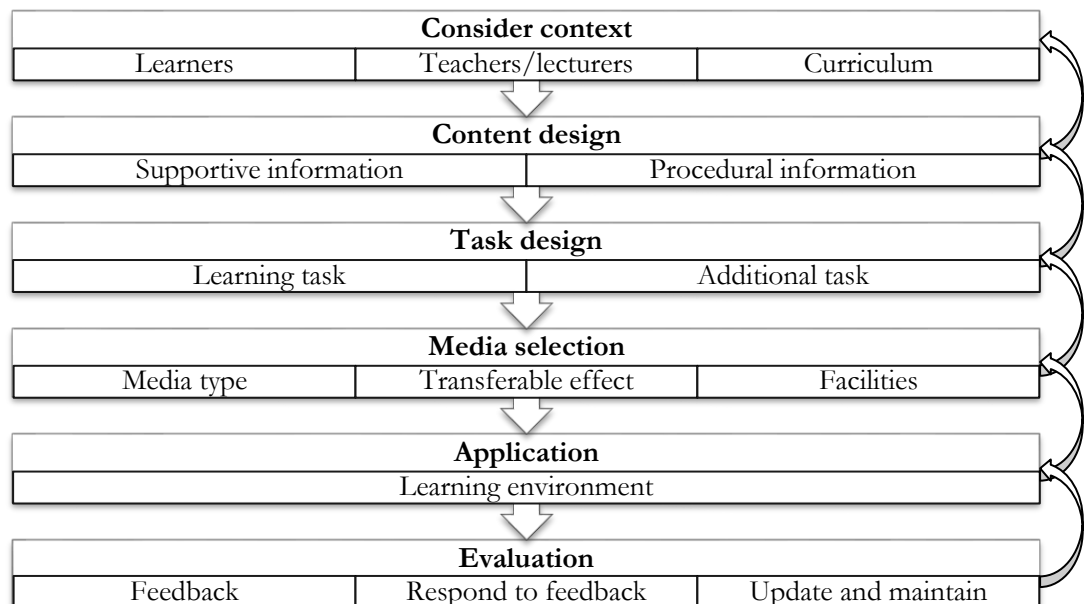 Consider context
Learners Teachers/lecturers Curriculum
Content design
Supportive information Procedural information
Task design
Learning task Additional task
Media selection
Media type Transferable effect Facilities
Application
Learning environment
Evaluation
Feedback Respond to feedback Update and maintain